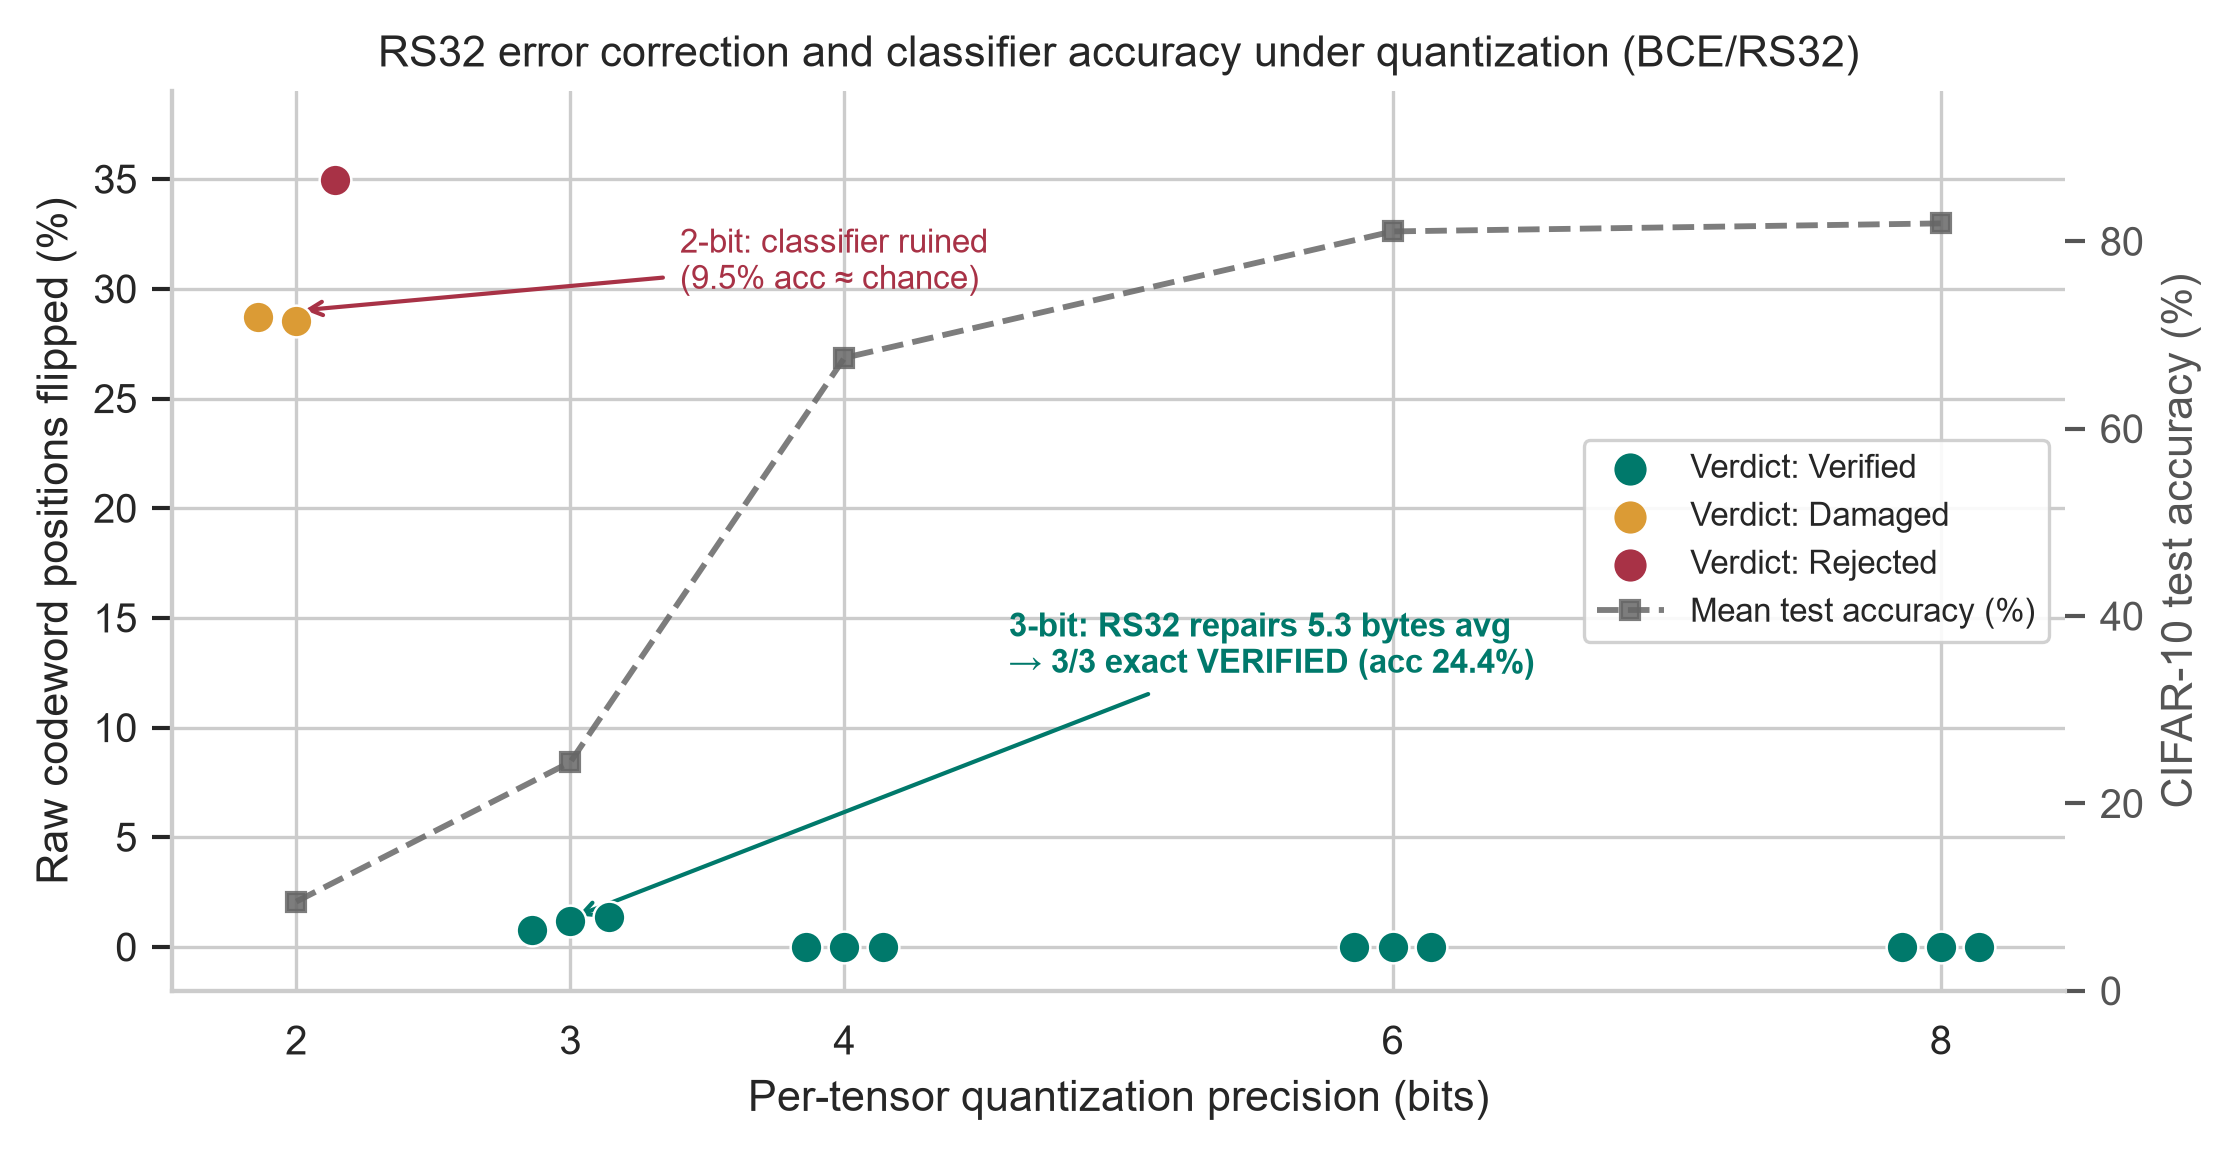 RS32 error correction and classifier accuracy under quantization (BCE/RS32)
Raw codeword positions flipped (%)
35
30
25
20
15
10
5
0
2-bit: classifier ruined
(9.5% acc ≈ chance)
3-bit: RS32 repairs 5.3 bytes avg
→ 3/3 exact VERIFIED (acc 24.4%)
Verdict: Verified
Verdict: Damaged
Verdict: Rejected
Mean test accuracy (%)
80
60
40
20
0
CIFAR-10 test accuracy (%)
2
3
4
6
8
Per-tensor quantization precision (bits)